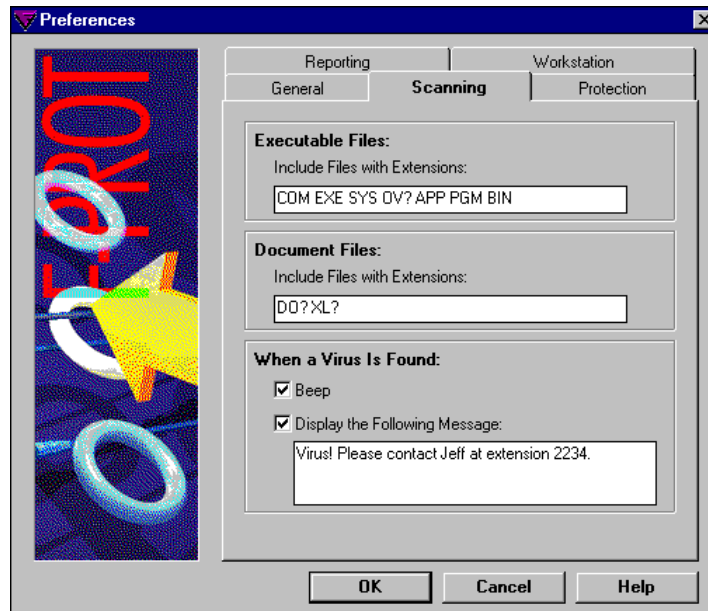 Preferences
F-PROT
Reporting Workstation
General Scanning Protection
Executable Files:
Include Files with Extensions:
COM EXE SYS OV? APP PGM BIN
Document Files:
Include Files with Extensions:
DO? XL?
When a Virus Is Found:
Beep
Display the Following Message:
Virus! Please contact Jeff at extension 2234.
OK Cancel Help